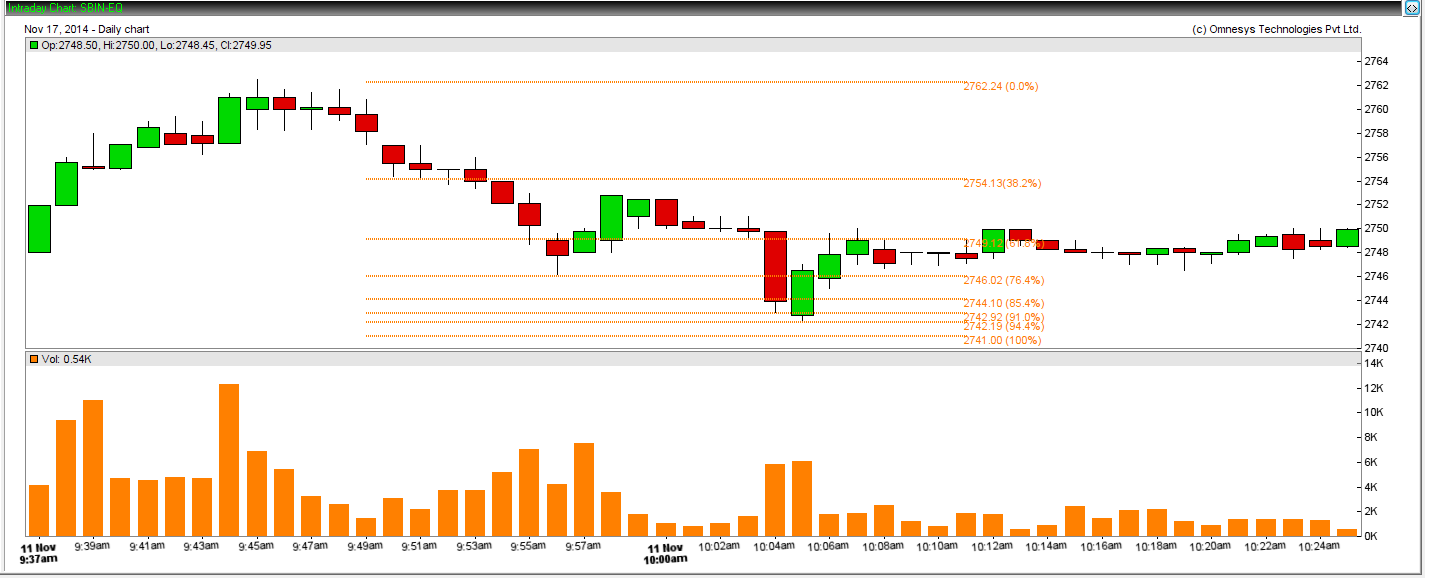 Intraday Chart: SBIN-EQ
Nov 17, 2014 - Daily chart
(c) Omnesys Technologies Pvt Ltd.
Op:2748.50, Hi:2750.00, Lo:2748.45, Cl:2749.95
2764
2762
2760
2758
2756
2754
2752
2750
2748
2746
2744
2742
2740
2762.24 (0.0%)
2754.13(38.2%)
2749.12 (61.8%)
2746.02 (76.4%)
2744.10 (85.4%)
2742.92 (91.0%)
2742.19 (94.4%)
2741.00 (100%)
Vol: 0.54K
14K
12K
10K
8K
6K
4K
2K
0K
11 Nov
9:37am
9:39am
9:41am
9:43am
9:45am
9:47am
9:49am
9:51am
9:53am
9:55am
9:57am
11 Nov
10:00am
10:02am
10:04am
10:06am
10:08am
10:10am
10:12am
10:14am
10:16am
10:18am
10:20am
10:22am
10:24am